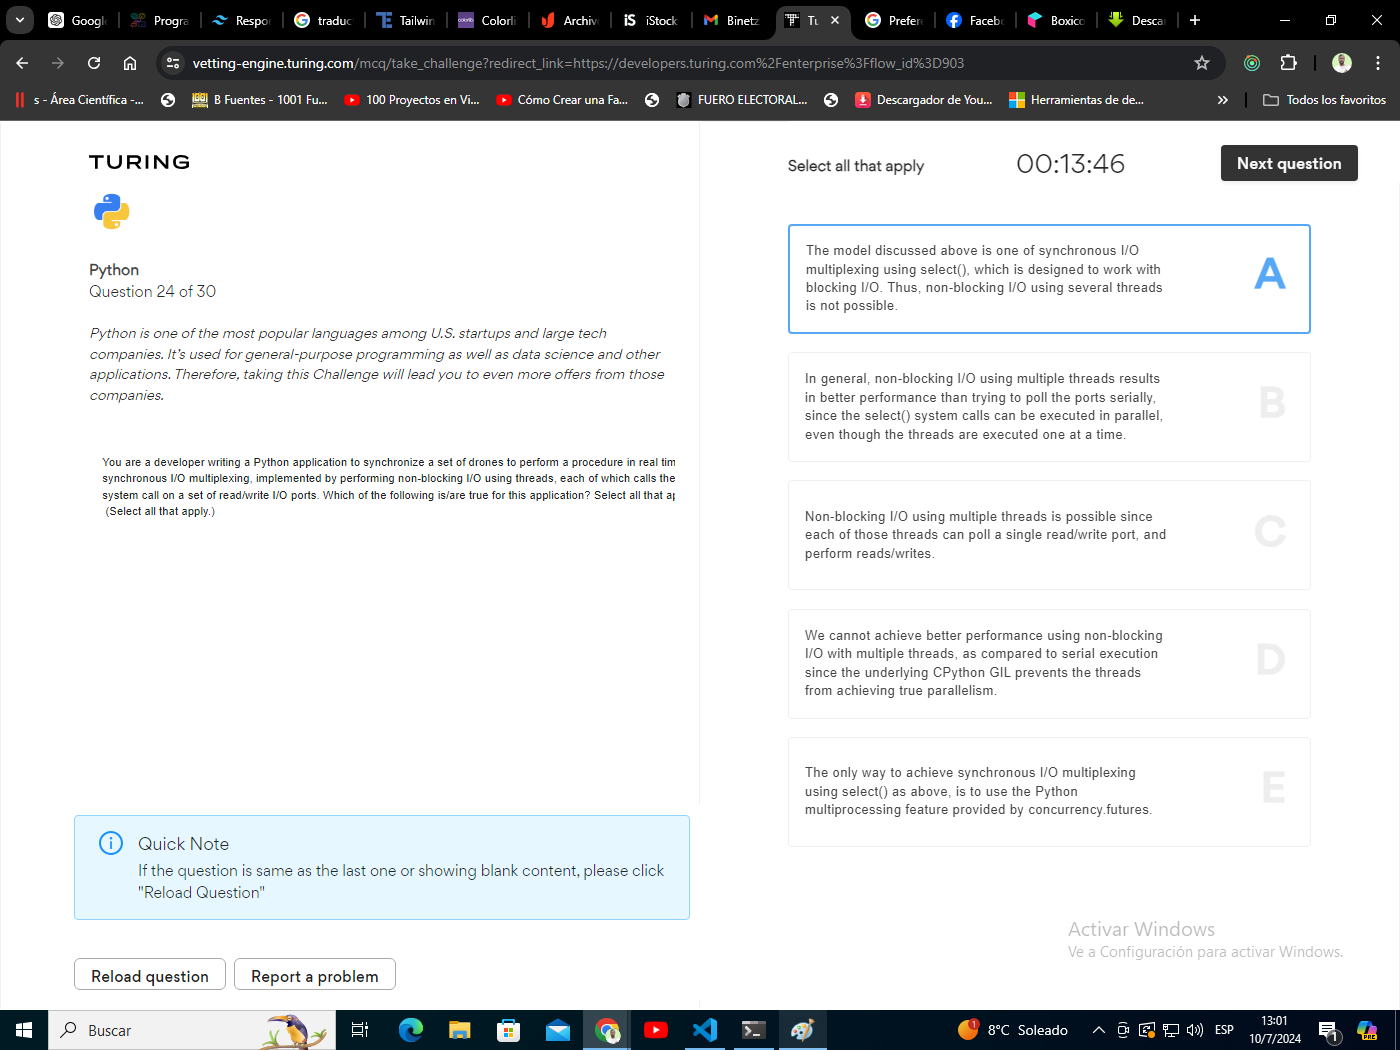 Google
Progra
Respon
traduc
Tailwin
Colorli
Archive
iStock
Binetz
Tu
Prefere
Facebo
Boxico
Descar
vetting-engine.turing.com/mcq/take_challenge?redirect_link=https://developers.turing.com%2Fenterprise%3Fflow_id%3D903
s - Área Científica -...
B Fuentes - 1001 Fu...
100 Proyectos en Vi...
Cómo Crear una Fa...
FUERO ELECTORAL...
Descargador de You...
Herramientas de de...
Todos los favoritos
TURING
Python
Question 24 of 30
Python is one of the most popular languages among U.S. startups and large tech
companies. It's used for general-purpose programming as well as data science and other
applications. Therefore, taking this Challenge will lead you to even more offers from those
companies.
You are a developer writing a Python application to synchronize a set of drones to perform a procedure in real tim
synchronous I/O multiplexing, implemented by performing non-blocking I/O using threads, each of which calls the
system call on a set of read/write I/O ports. Which of the following is/are true for this application? Select all that ap
(Select all that apply.)
Quick Note
If the question is same as the last one or showing blank content, please click
"Reload Question"
Reload question
Report a problem
Select all that apply
00:13:46
Next question
The model discussed above is one of synchronous I/O
multiplexing using select(), which is designed to work with
blocking I/O. Thus, non-blocking I/O using several threads
is not possible.
A
In general, non-blocking I/O using multiple threads results
in better performance than trying to poll the ports serially,
since the select() system calls can be executed in parallel,
even though the threads are executed one at a time.
B
Non-blocking I/O using multiple threads is possible since
each of those threads can poll a single read/write port, and
perform reads/writes.
C
We cannot achieve better performance using non-blocking
I/O with multiple threads, as compared to serial execution
since the underlying CPython GIL prevents the threads
from achieving true parallelism.
D
The only way to achieve synchronous I/O multiplexing
using select() as above, is to use the Python
multiprocessing feature provided by concurrency.futures.
E
Activar Windows
Ve a Configuración para activar Windows.
Buscar
1
8°C Soleado
ESP
13:01
10/7/2024
1
PRE